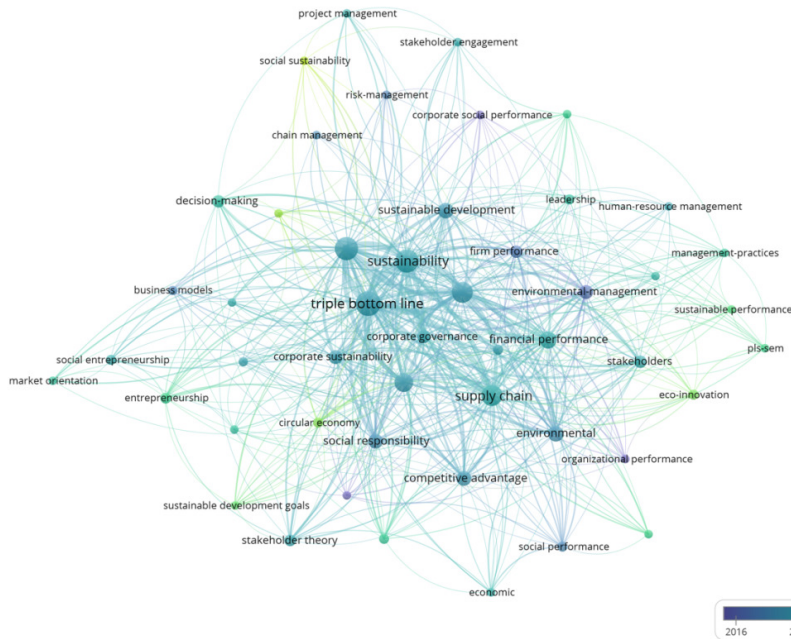 project management
stakeholder engagement
social sustainability
risk-management
corporate social performance
chain management
decision-making
leadership
human-resource management
sustainable development
firm performance
management-practices
sustainability
business models
environmental-management
triple bottom line
sustainable performance
corporate governance
financial performance
pls-sem
social entrepreneurship
corporate sustainability
stakeholders
market orientation
entrepreneurship
supply chain
eco-innovation
circular economy
social responsibility
environmental
organizational performance
competitive advantage
sustainable development goals
stakeholder theory
social performance
economic
2016